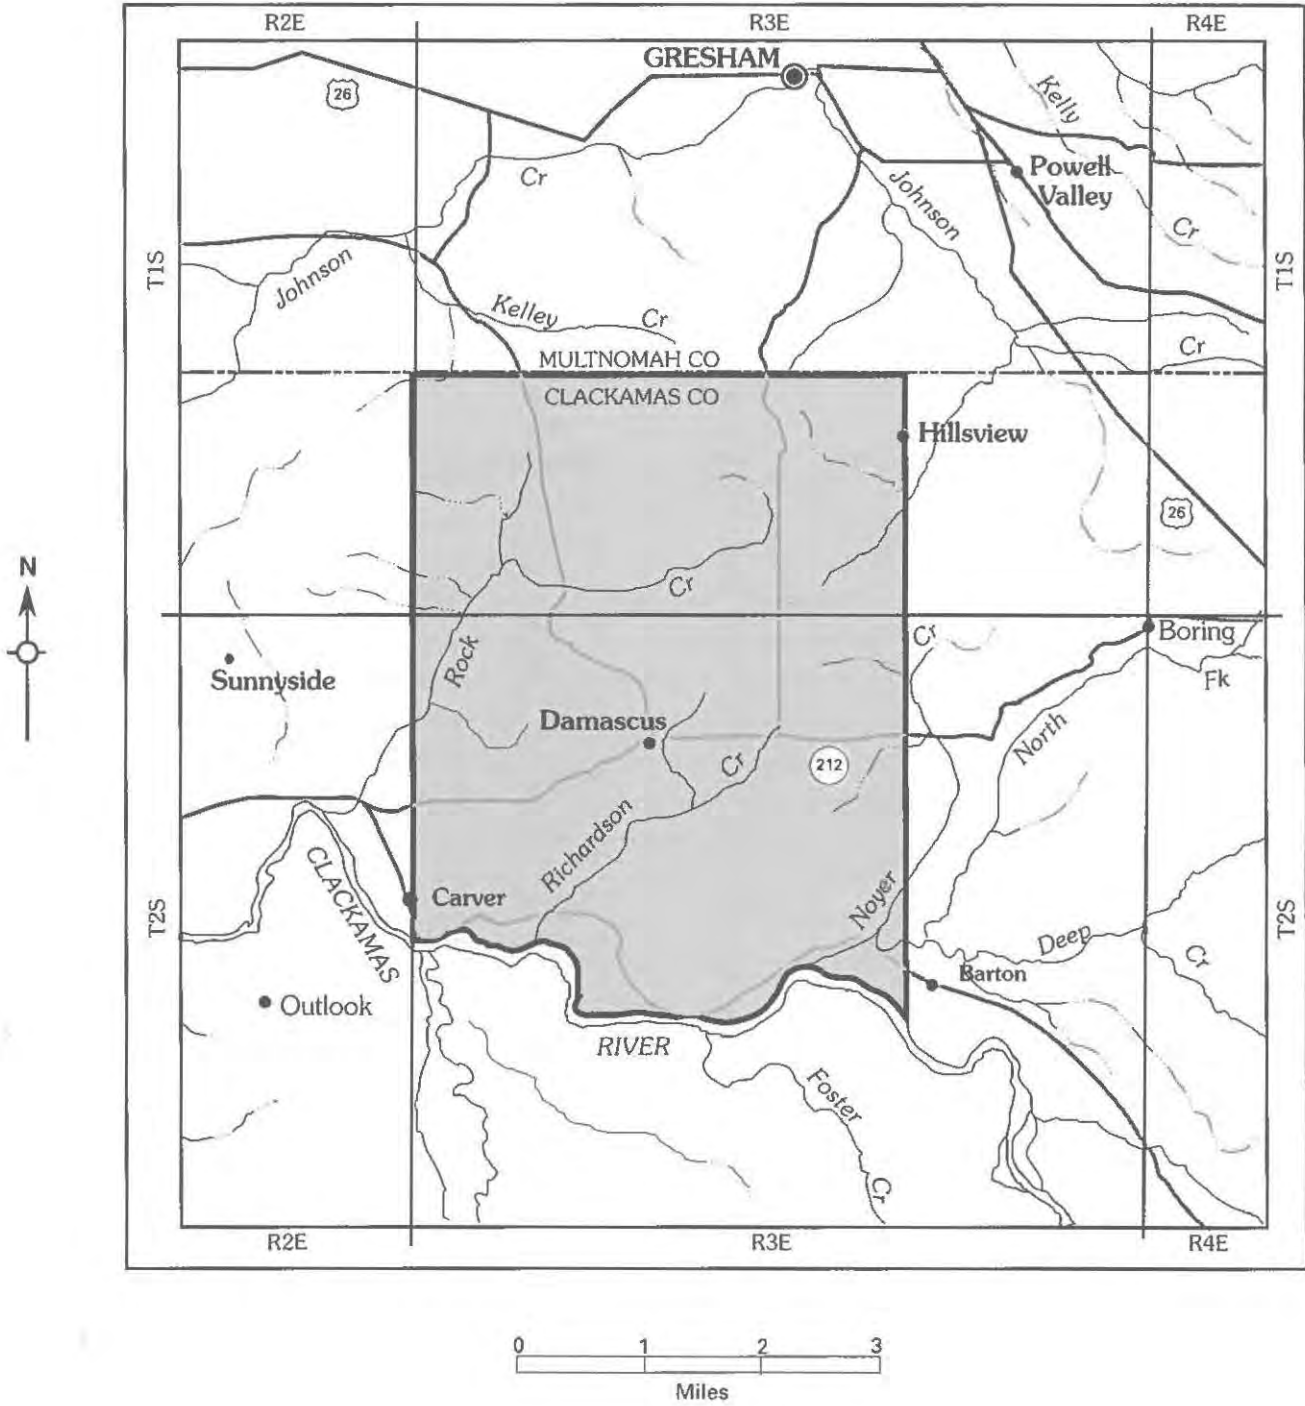 R2E
R3E
R4E
GRESHAM
26
Kelly
Cr
Powell
Valley
Cr
Johnson
T1S
T1S
Johnson
Kelley
Cr
Cr
MULTNOMAH CO
CLACKAMAS CO
Hillsview
26
N
Cr
Boring
Cr
Rock
Fk
Sunnyside
North
Damascus
Cr
212
Richardson
CLACKAMAS
Carver
Noyer
T2S
T2S
Deep
Cr
Barton
Outlook
RIVER
Foster
Cr
R2E
R3E
R4E
0 1 2 3
Miles